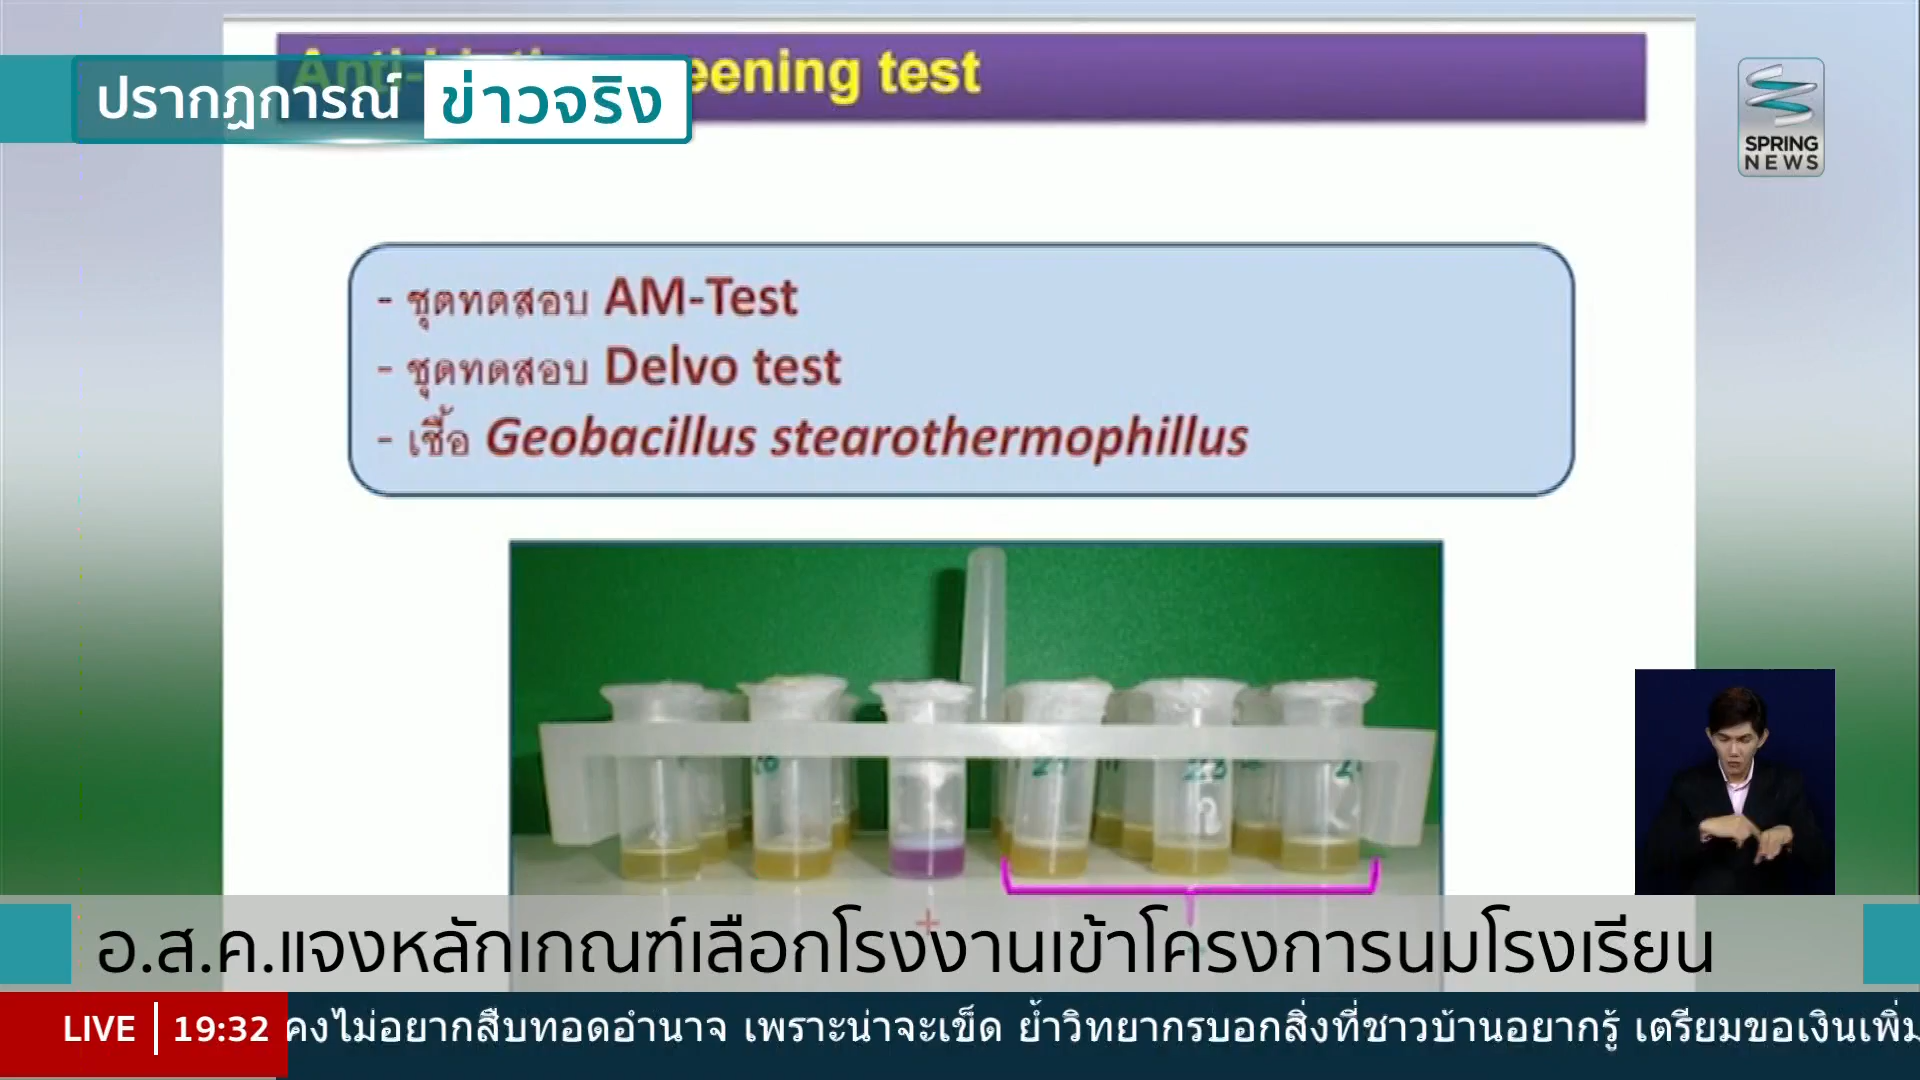 eening test
ปรากฏการณ์ ข่าวจริง
SPRING
NEWS
- ชุดทดสอบ AM-Test
- ชุดทดสอบ Delvo test
- เชื้อ Geobacillus stearothermophillus
+
อ.ส.ค.แจงหลักเกณฑ์เลือกโรงงานเข้าโครงการนมโรงเรียน
LIVE 19:32 คงไม่อยากสืบทอดอำนาจ เพราะน่าจะเข็ด ย้ำวิทยากรบอกสิ่งที่ชาวบ้านอยากรู้ เตรียมขอเงินเพิ่ม